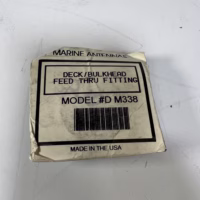 MARINE ANTENNAS
DECK/BULKHEAD
FEED THRU FITTING
MODEL #D M338
MADE IN THE USA